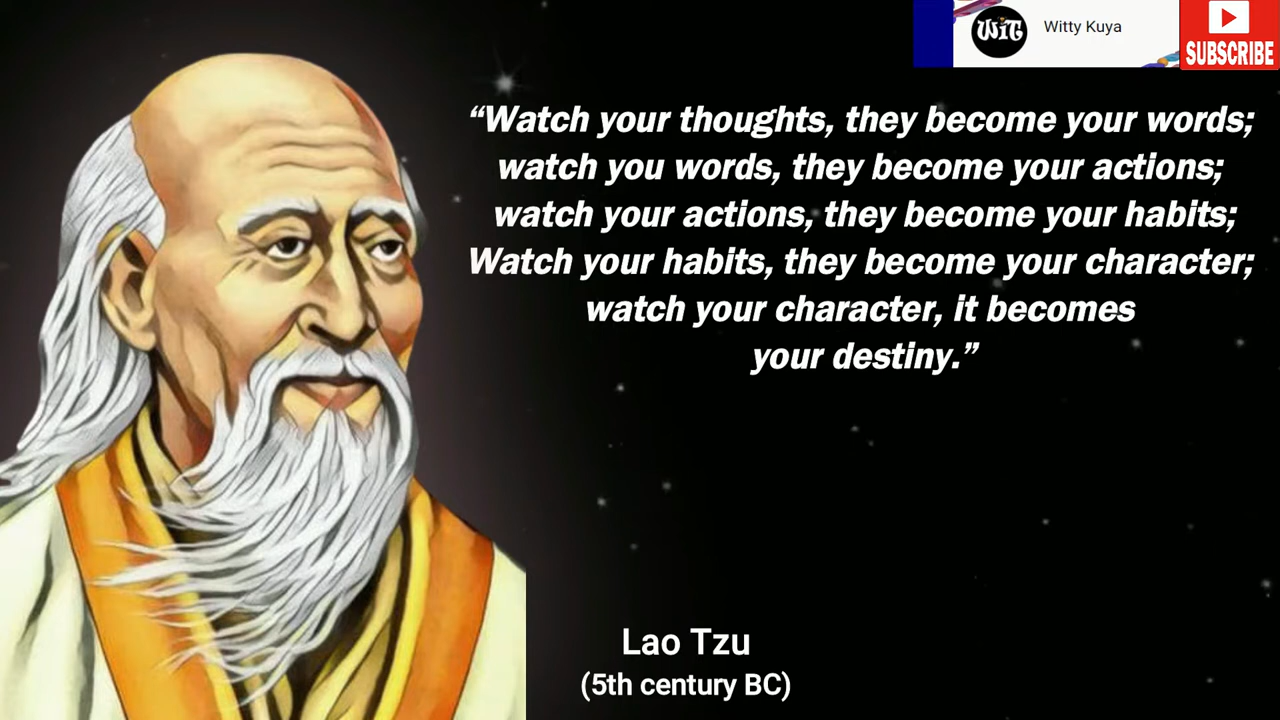 WiT
Witty Kuya
SUBSCRIBE
“Watch your thoughts, they become your words;
watch you words, they become your actions;
watch your actions, they become your habits;
Watch your habits, they become your character;
watch your character, it becomes
your destiny.”
Lao Tzu
(5th century BC)